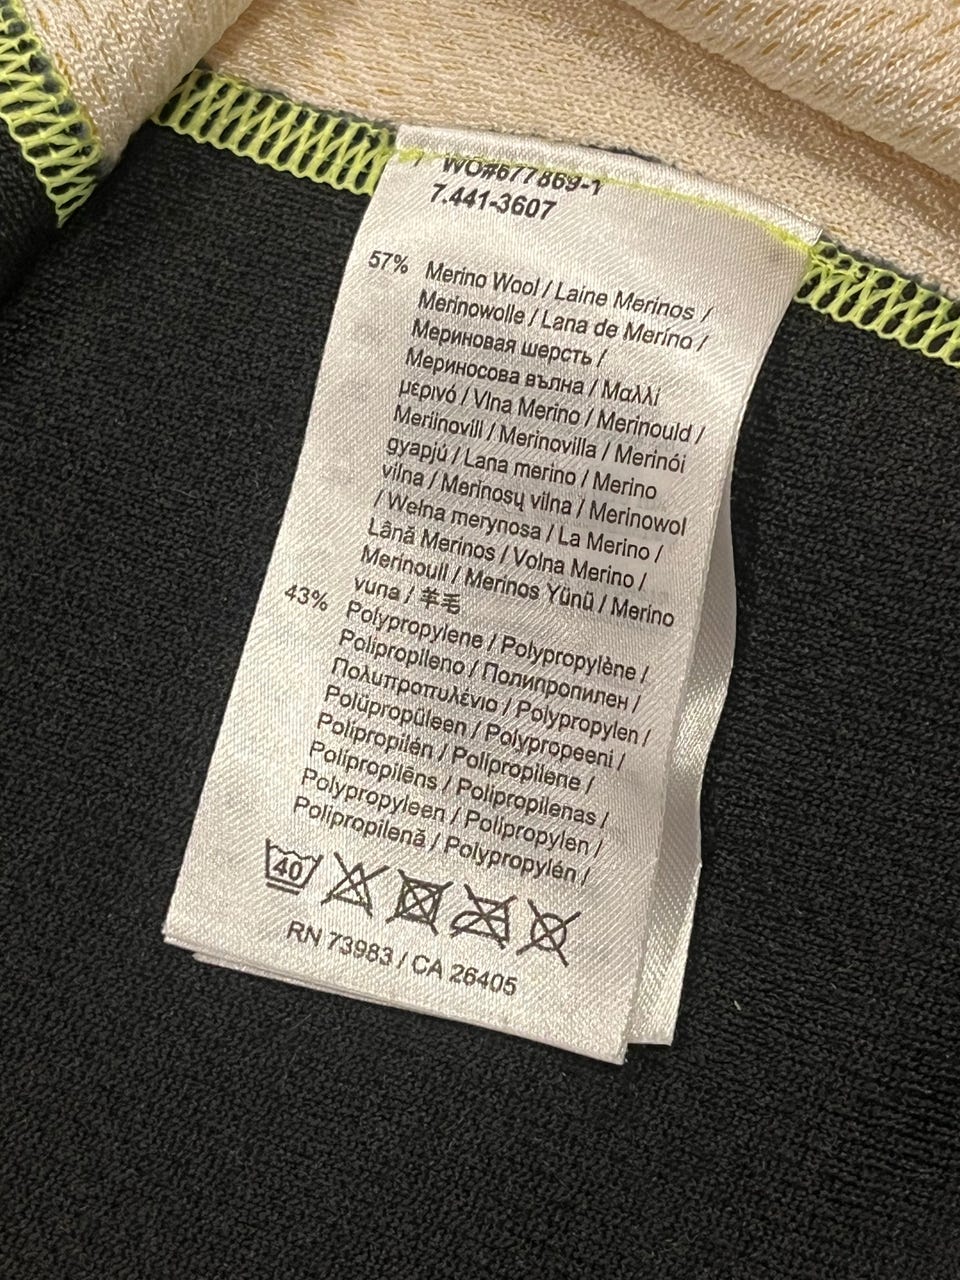 WO#677869-1
7.441-3607
57% Merino Wool / Laine Merinos /
Merinowolle / Lana de Merino /
Мериновая шерсть /
Мериносова вълна / Μαλλί
μερινό / Vlna Merino / Merinould /
Meriinovill / Merinovilla / Merinói
gyapjú / Lana merino / Merino
vilna / Merinosų vilna / Merinowol
/ Wełna merynosa / La Merino /
Lână Merinos / Volna Merino /
Merinoull / Merinos Yünü / Merino
vuna / 羊毛
43% Polypropylene / Polypropylène /
Polipropileno / Полипропилен /
Πολυπροπυλένιο / Polypropylen /
Polüpropüleen / Polypropeeni /
Polipropilén / Polipropilene /
Polipropilēns / Polipropilenas /
Polypropyleen / Polipropylen /
Polipropilenă / Polypropylén /
40
RN 73983 / CA 26405